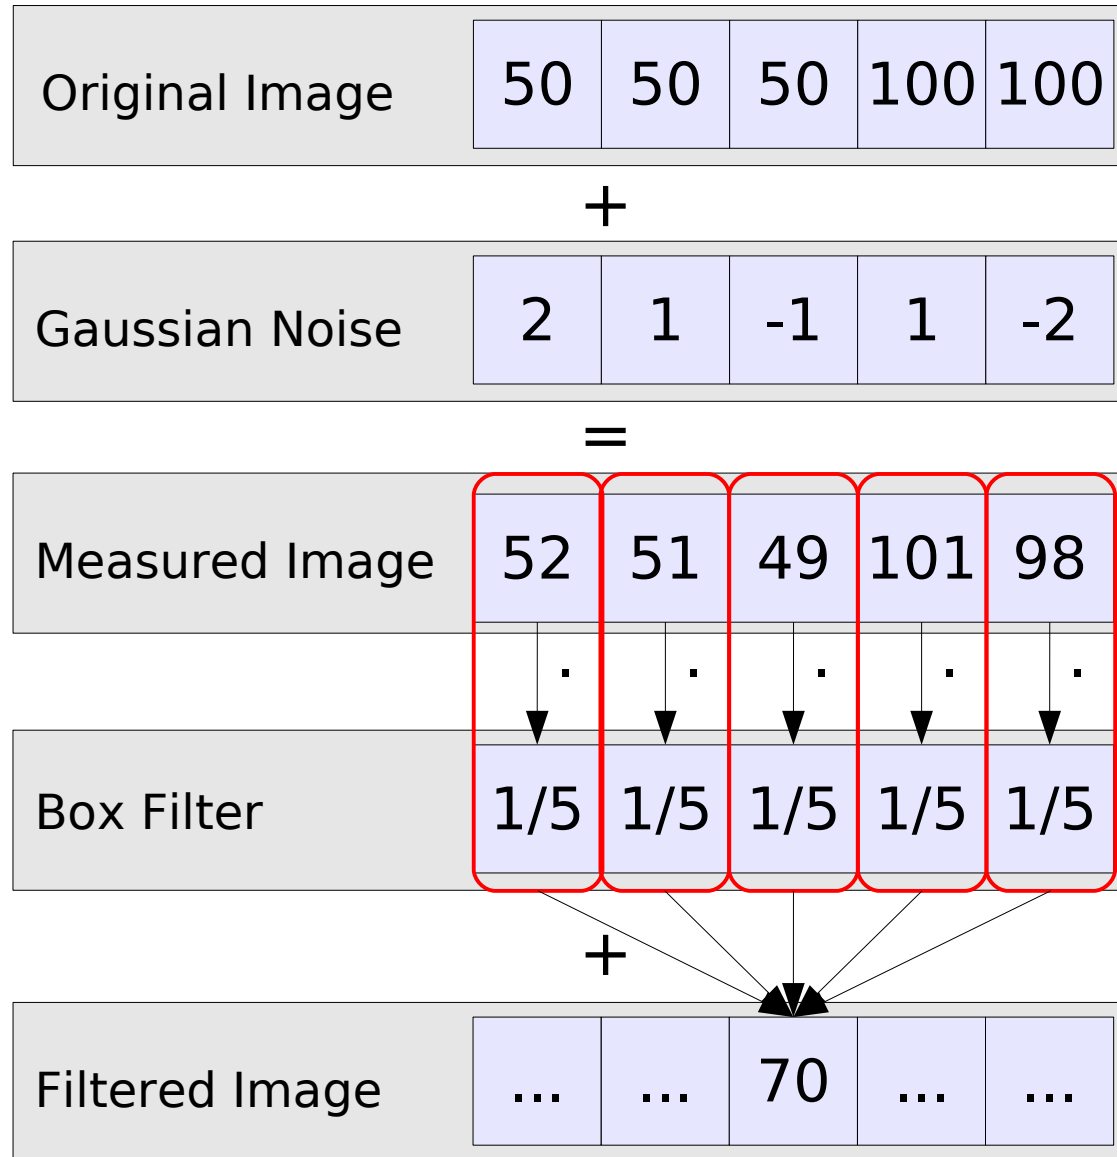 Original Image 50 50 50 100 100
+
Gaussian Noise 2 1 -1 1 -2
=
Measured Image 52 51 49 101 98
. . . . .
Box Filter 1/5 1/5 1/5 1/5 1/5
+
Filtered Image ... ... 70 ... ...